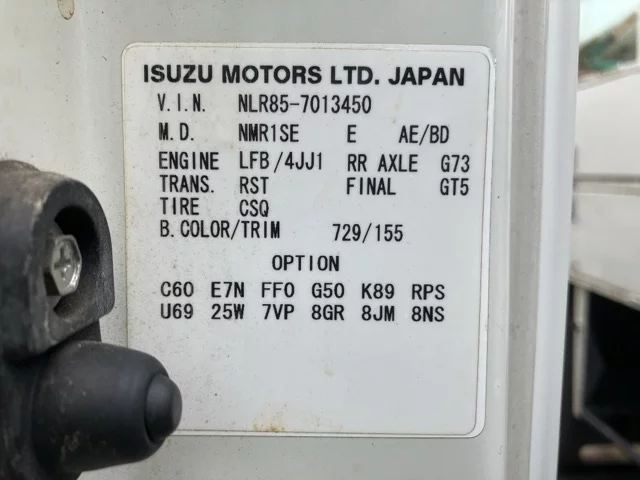 ISUZU MOTORS LTD. JAPAN
V.I.N. NLR85-7013450
M.D. NMR1SE E AE/BD
ENGINE LFB/4JJ1 RR AXLE G73
TRANS. RST FINAL GT5
TIRE CSQ
B.COLOR/TRIM 729/155
OPTION
C60 E7N FF0 G50 K89 RPS
U69 25W 7VP 8GR 8JM 8NS